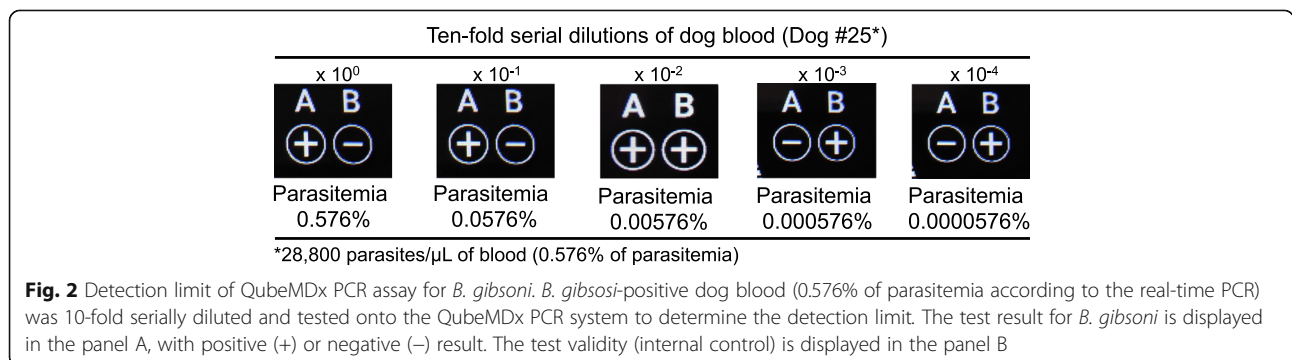 Ten-fold serial dilutions of dog blood (Dog #25*)
x 10⁰ x 10⁻¹ x 10⁻² x 10⁻³ x 10⁻⁴
A B A B A B A B A B
+ − + − + + − + − +
Parasitemia Parasitemia Parasitemia Parasitemia Parasitemia
0.576% 0.0576% 0.00576% 0.000576% 0.0000576%
*28,800 parasites/µL of blood (0.576% of parasitemia)
Fig. 2 Detection limit of QubeMDx PCR assay for B. gibsoni. B. gibsosi-positive dog blood (0.576% of parasitemia according to the real-time PCR)
was 10-fold serially diluted and tested onto the QubeMDx PCR system to determine the detection limit. The test result for B. gibsoni is displayed
in the panel A, with positive (+) or negative (−) result. The test validity (internal control) is displayed in the panel B